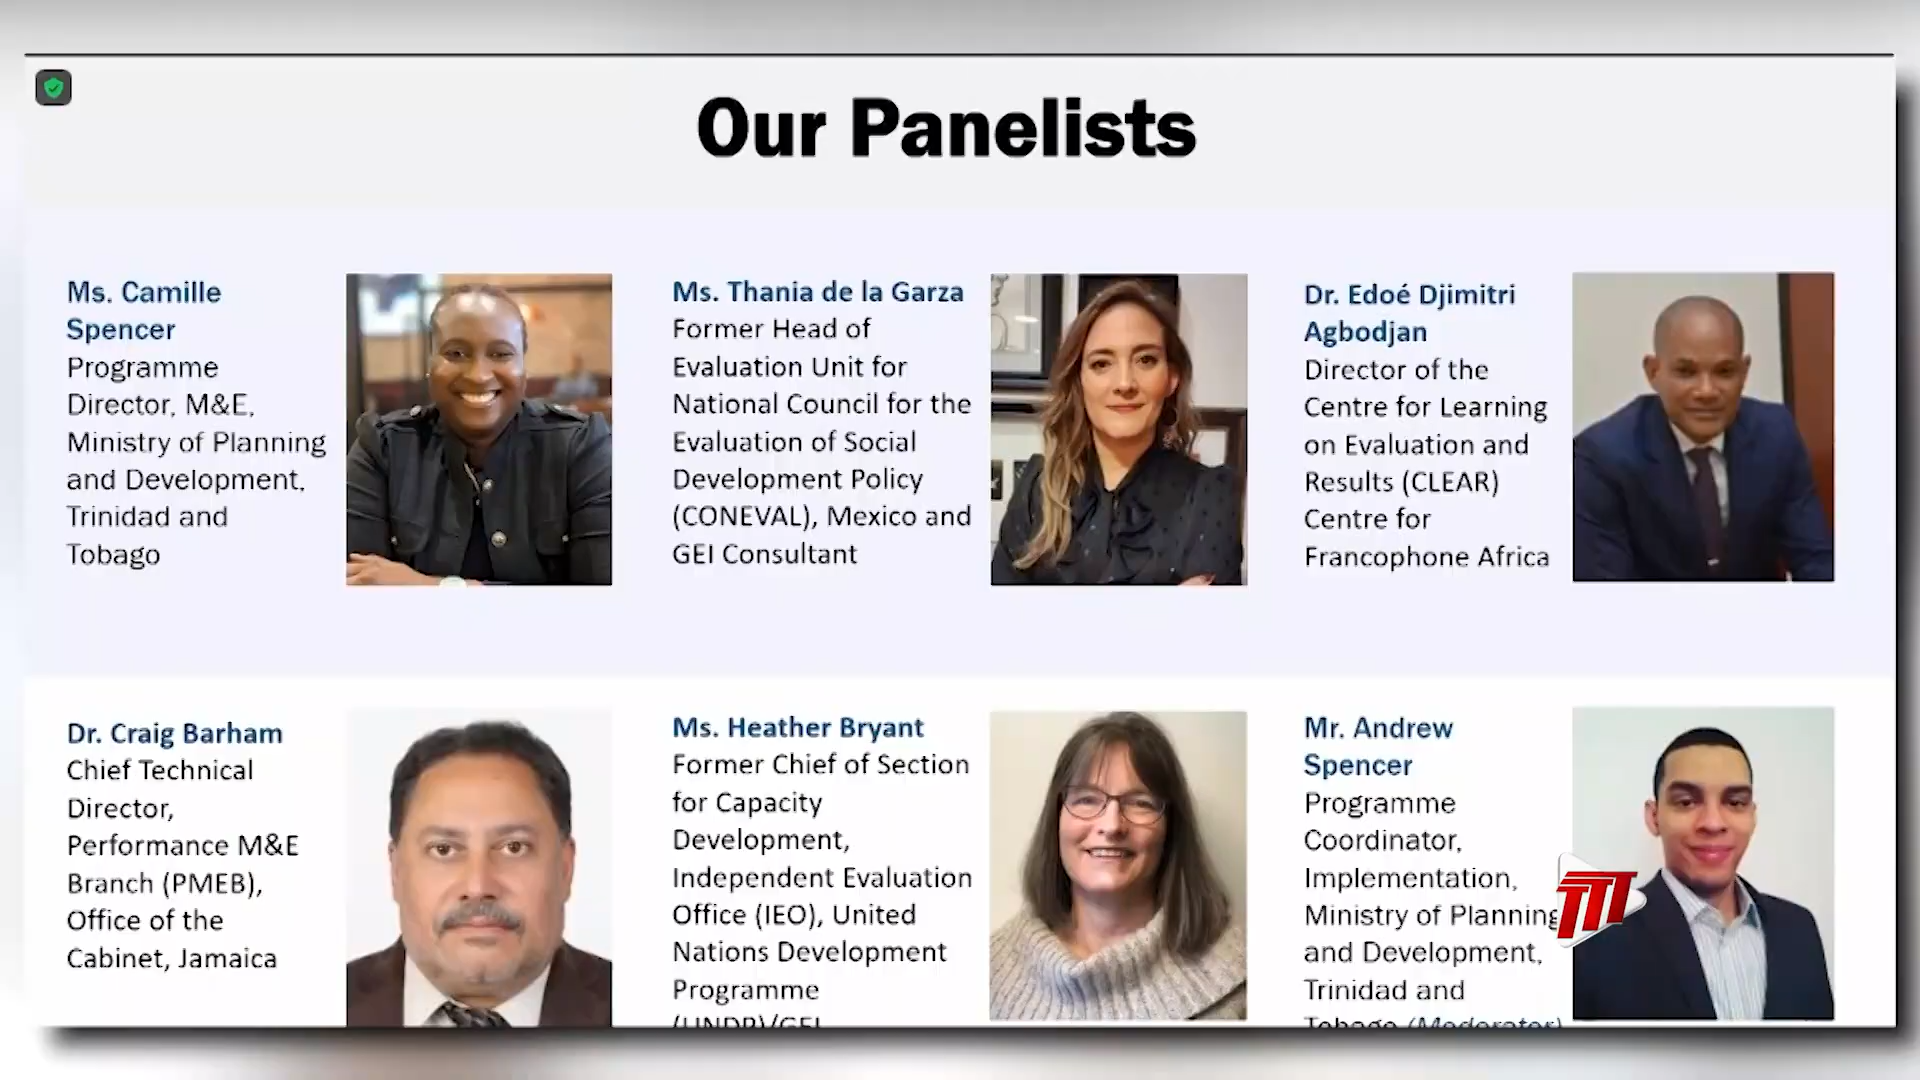 Our Panelists
Ms. Camille
Spencer
Programme
Director, M&E,
Ministry of Planning
and Development,
Trinidad and
Tobago
Ms. Thania de la Garza
Former Head of
Evaluation Unit for
National Council for the
Evaluation of Social
Development Policy
(CONEVAL), Mexico and
GEI Consultant
Dr. Edoé Djimitri
Agbodjan
Director of the
Centre for Learning
on Evaluation and
Results (CLEAR)
Centre for
Francophone Africa
Dr. Craig Barham
Chief Technical
Director,
Performance M&E
Branch (PMEB),
Office of the
Cabinet, Jamaica
Ms. Heather Bryant
Former Chief of Section
for Capacity
Development,
Independent Evaluation
Office (IEO), United
Nations Development
Programme
(UNDP)/GEI
Mr. Andrew
Spencer
Programme
Coordinator,
Implementation,
Ministry of Planning
and Development,
Trinidad and
Tobago (Moderator)
TTT